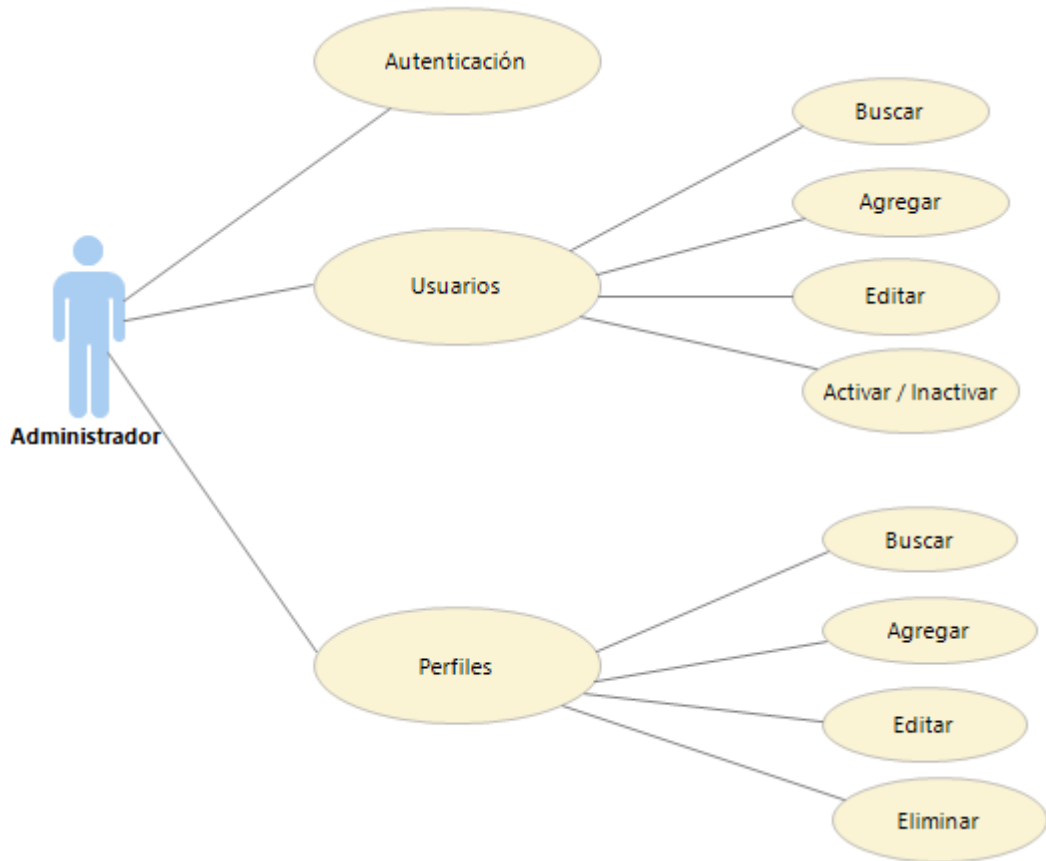 Autenticación
Buscar
Agregar
Usuarios
Editar
Activar / Inactivar
Administrador
Buscar
Agregar
Perfiles
Editar
Eliminar